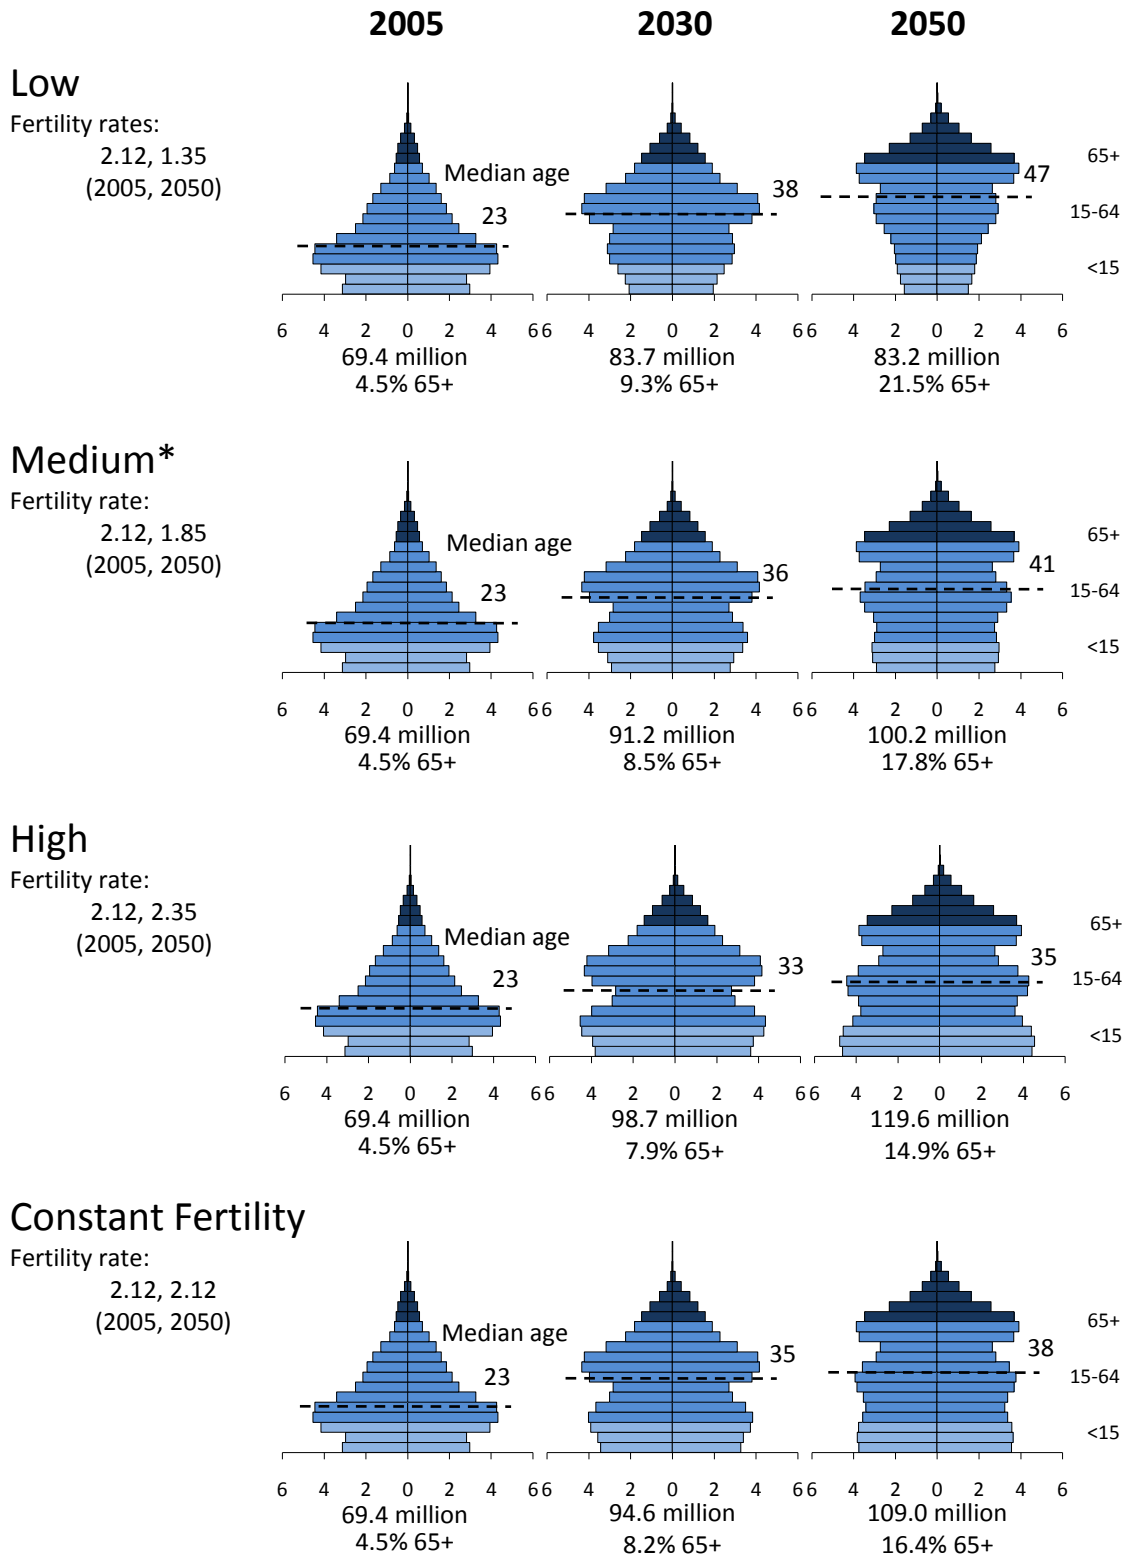 2005 2030 2050
Low
Fertility rates:
2.12, 1.35
(2005, 2050)
Median age
23
38
47
65+
15-64
<15
6 4 2 0 2 4 6 6 4 2 0 2 4 6 6 4 2 0 2 4 6
69.4 million 83.7 million 83.2 million
4.5% 65+ 9.3% 65+ 21.5% 65+
Medium*
Fertility rate:
2.12, 1.85
(2005, 2050)
Median age
23
36
41
65+
15-64
<15
6 4 2 0 2 4 6 6 4 2 0 2 4 6 6 4 2 0 2 4 6
69.4 million 91.2 million 100.2 million
4.5% 65+ 8.5% 65+ 17.8% 65+
High
Fertility rate:
2.12, 2.35
(2005, 2050)
Median age
23
33
35
65+
15-64
<15
6 4 2 0 2 4 6 6 4 2 0 2 4 6 6 4 2 0 2 4 6
69.4 million 98.7 million 119.6 million
4.5% 65+ 7.9% 65+ 14.9% 65+
Constant Fertility
Fertility rate:
2.12, 2.12
(2005, 2050)
Median age
23
35
38
65+
15-64
<15
6 4 2 0 2 4 6 6 4 2 0 2 4 6 6 4 2 0 2 4 6
69.4 million 94.6 million 109.0 million
4.5% 65+ 8.2% 65+ 16.4% 65+